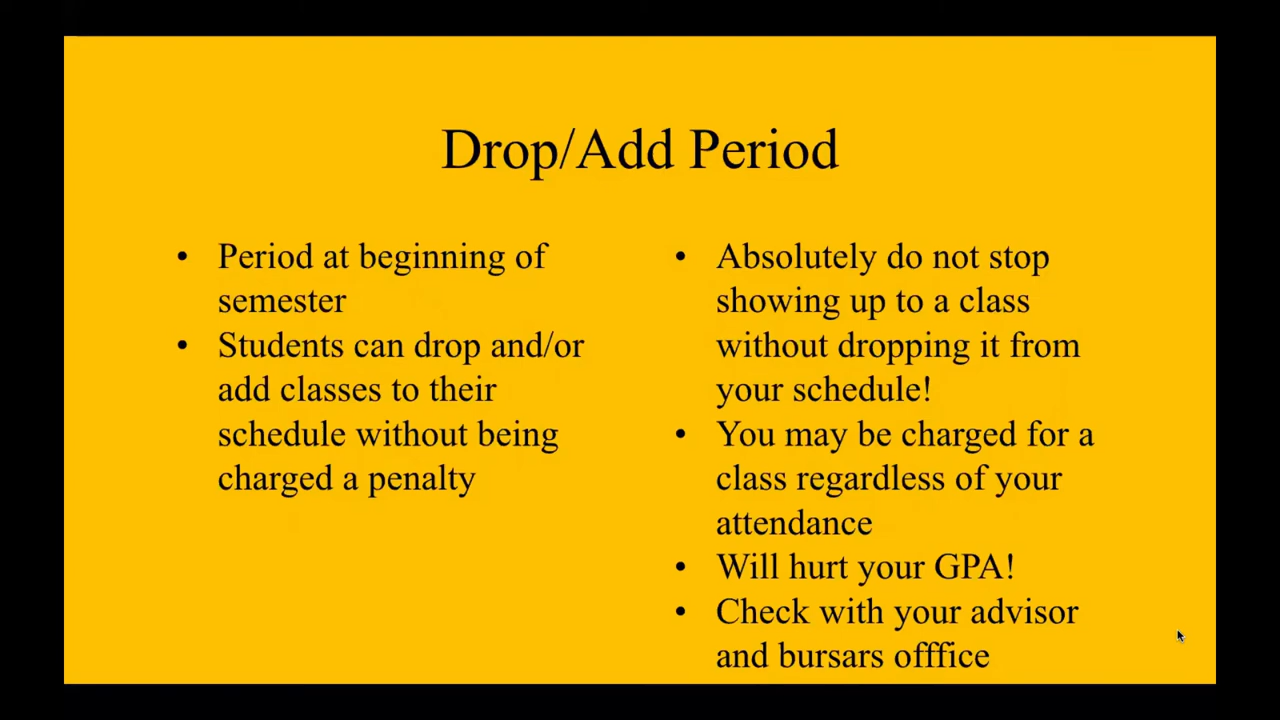 Drop/Add Period
• Period at beginning of
semester
• Students can drop and/or
add classes to their
schedule without being
charged a penalty
• Absolutely do not stop
showing up to a class
without dropping it from
your schedule!
• You may be charged for a
class regardless of your
attendance
• Will hurt your GPA!
• Check with your advisor
and bursars offfice